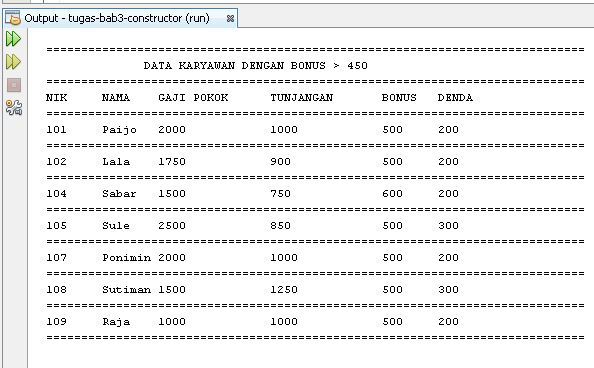 Output - tugas-bab3-constructor (run)
=============================================================================
DATA KARYAWAN DENGAN BONUS > 450
=============================================================================
NIK NAMA GAJI POKOK TUNJANGAN BONUS DENDA
=============================================================================
101 Paijo 2000 1000 500 200
=============================================================================
102 Lala 1750 900 500 200
=============================================================================
104 Sabar 1500 750 600 200
=============================================================================
105 Sule 2500 850 500 300
=============================================================================
107 Ponimin 2000 1000 500 200
=============================================================================
108 Sutiman 1500 1250 500 300
=============================================================================
109 Raja 1000 1000 500 200
=============================================================================